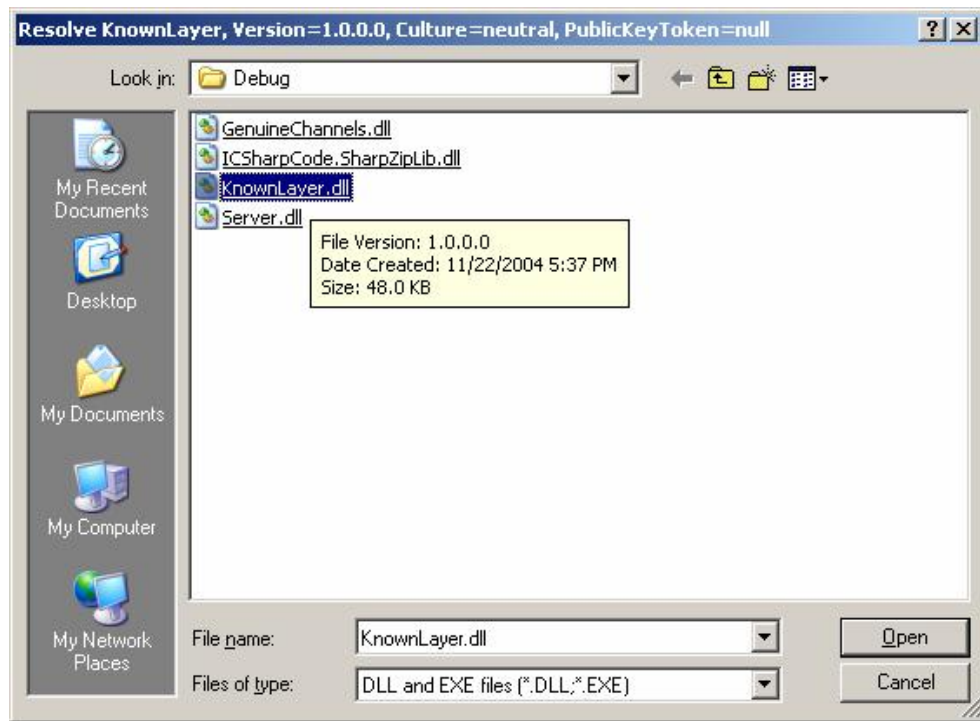 Resolve KnownLayer, Version=1.0.0.0, Culture=neutral, PublicKeyToken=null
Look in: Debug
GenuineChannels.dll
ICSharpCode.SharpZipLib.dll
KnownLayer.dll
Server.dll
File Version: 1.0.0.0
Date Created: 11/22/2004 5:37 PM
Size: 48.0 KB
My Recent
Documents
Desktop
My Documents
My Computer
My Network
Places
File name: KnownLayer.dll Open
Files of type: DLL and EXE files (*.DLL;*.EXE) Cancel